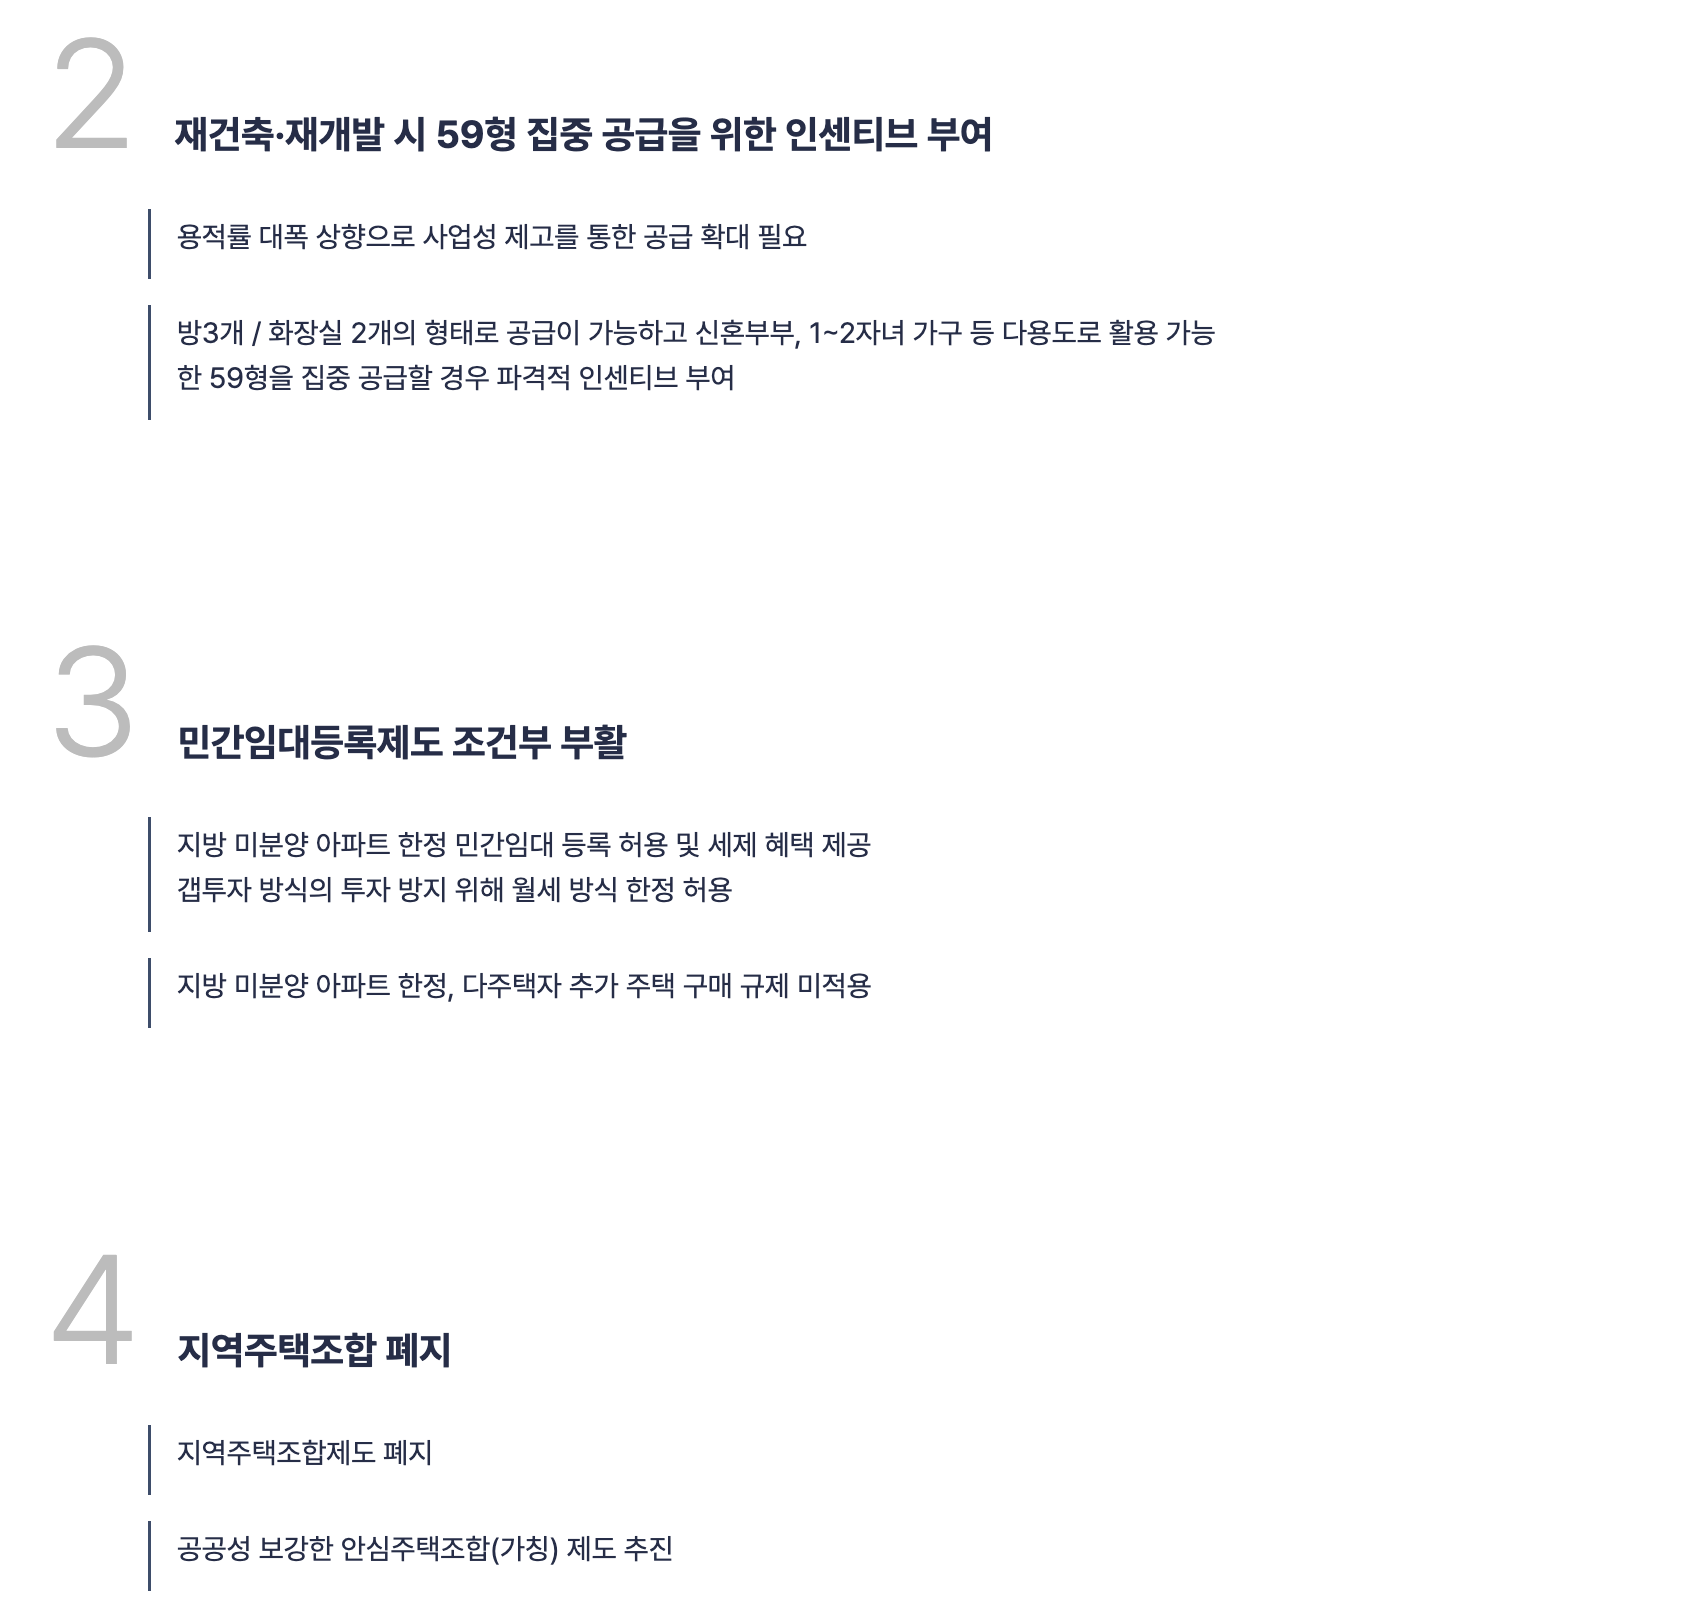 2
재건축·재개발 시 59형 집중 공급을 위한 인센티브 부여
용적률 대폭 상향으로 사업성 제고를 통한 공급 확대 필요
방3개 / 화장실 2개의 형태로 공급이 가능하고 신혼부부, 1~2자녀 가구 등 다용도로 활용 가능
한 59형을 집중 공급할 경우 파격적 인센티브 부여
3
민간임대등록제도 조건부 부활
지방 미분양 아파트 한정 민간임대 등록 허용 및 세제 혜택 제공
갭투자 방식의 투자 방지 위해 월세 방식 한정 허용
지방 미분양 아파트 한정, 다주택자 추가 주택 구매 규제 미적용
4
지역주택조합 폐지
지역주택조합제도 폐지
공공성 보강한 안심주택조합(가칭) 제도 추진